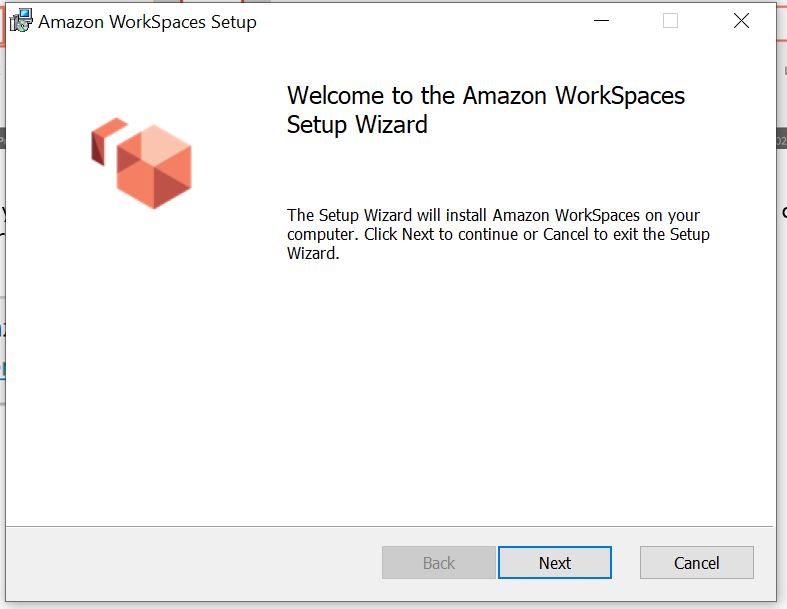 Amazon WorkSpaces Setup
Welcome to the Amazon WorkSpaces
Setup Wizard
The Setup Wizard will install Amazon WorkSpaces on your
computer. Click Next to continue or Cancel to exit the Setup
Wizard.
Back
Next
Cancel